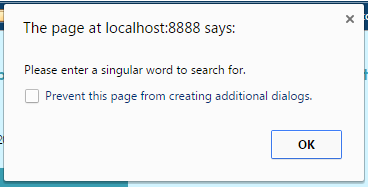 The page at localhost:8888 says:
Please enter a singular word to search for.
Prevent this page from creating additional dialogs.
OK